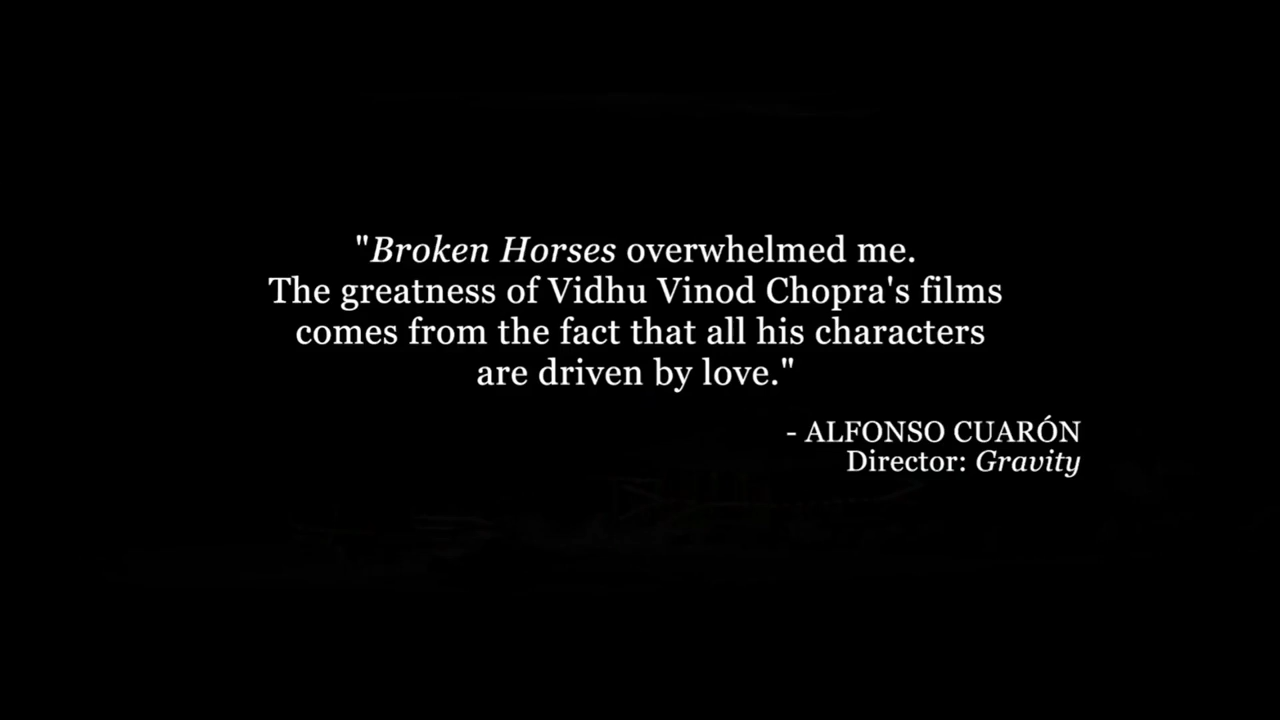 "Broken Horses overwhelmed me.
The greatness of Vidhu Vinod Chopra's films
comes from the fact that all his characters
are driven by love."
- ALFONSO CUARÓN
Director: Gravity